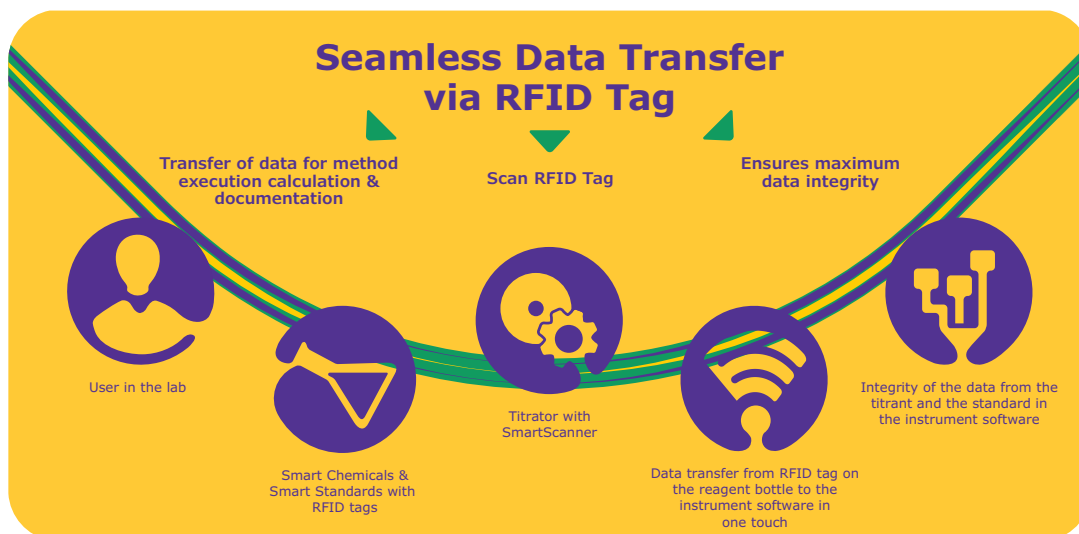 Seamless Data Transfer
via RFID Tag
Transfer of data for method
execution calculation &
documentation
Scan RFID Tag
Ensures maximum
data integrity
User in the lab
Smart Chemicals &
Smart Standards with
RFID tags
Titrator with
SmartScanner
Data transfer from RFID tag on
the reagent bottle to the
instrument software in
one touch
Integrity of the data from the
titrant and the standard in
the instrument software